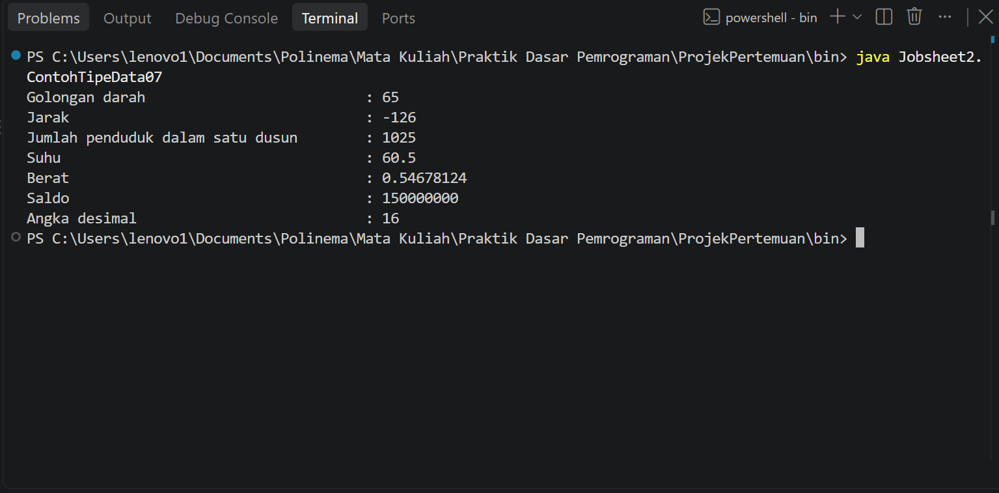 Problems Output Debug Console Terminal Ports powershell - bin
PS C:\Users\lenovo1\Documents\Polinema\Mata Kuliah\Praktik Dasar Pemrograman\ProjekPertemuan\bin> java Jobsheet2.
ContohTipeData07
Golongan darah : 65
Jarak : -126
Jumlah penduduk dalam satu dusun : 1025
Suhu : 60.5
Berat : 0.54678124
Saldo : 150000000
Angka desimal : 16
PS C:\Users\lenovo1\Documents\Polinema\Mata Kuliah\Praktik Dasar Pemrograman\ProjekPertemuan\bin>